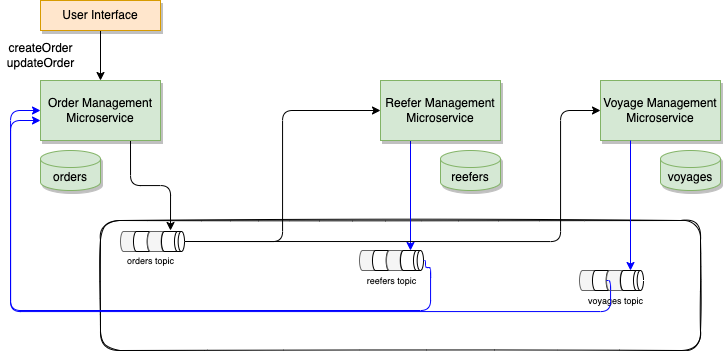 User Interface
createOrder
updateOrder
Order Management
Microservice
Reefer Management
Microservice
Voyage Management
Microservice
orders
reefers
voyages
orders topic
reefers topic
voyages topic